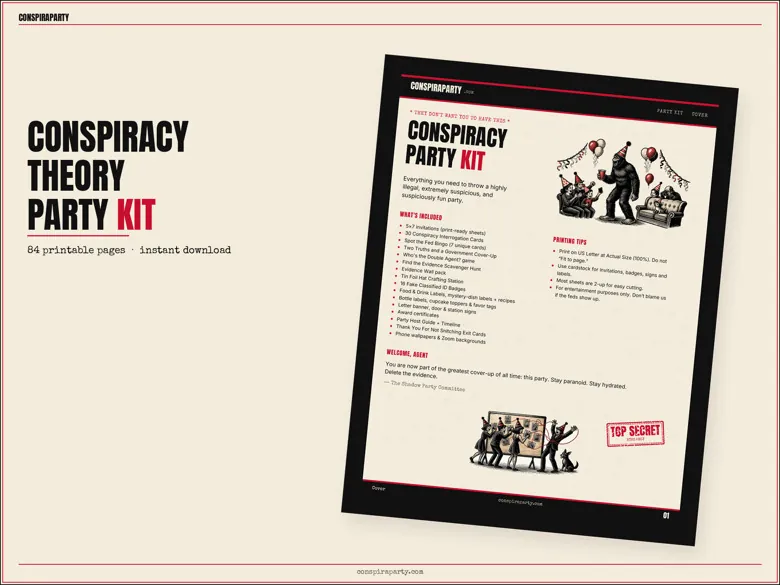 CONSPIRAPARTY
CONSPIRACY
THEORY
PARTY KIT
84 printable pages · instant download
CONSPIRAPARTY .com
PARTY KIT COVER
* THEY DON'T WANT YOU TO HAVE THIS *
CONSPIRACY
PARTY KIT
Everything you need to throw a highly
illegal, extremely suspicious, and
suspiciously fun party.
WHAT'S INCLUDED
• 5×7 Invitations (print-ready sheets)
• 30 Conspiracy Interrogation Cards
• Spot the Fed Bingo (7 unique cards)
• Two Truths and a Government Cover-Up
• Who's the Double Agent? game
• Find the Evidence Scavenger Hunt
• Evidence Wall pack
• Tin Foil Hat Crafting Station
• 16 Fake Classified ID Badges
• Food & Drink Labels, mystery-dish labels + recipes
• Bottle labels, cupcake toppers & favor tags
• Letter banner, door & station signs
• Award certificates
• Party Host Guide + Timeline
• Thank You For Not Snitching Exit Cards
• Phone wallpapers & Zoom backgrounds
PRINTING TIPS
• Print on US Letter at Actual Size (100%). Do not
"Fit to page."
• Use cardstock for invitations, badges, signs and
labels.
• Most sheets are 2-up for easy cutting.
• For entertainment purposes only. Don't blame us
if the feds show up.
WELCOME, AGENT
You are now part of the greatest cover-up of all time: this party. Stay paranoid. Stay hydrated.
Delete the evidence.
— The Shadow Party Committee
TOP SECRET
Cover
conspiraparty.com
01
conspiraparty.com